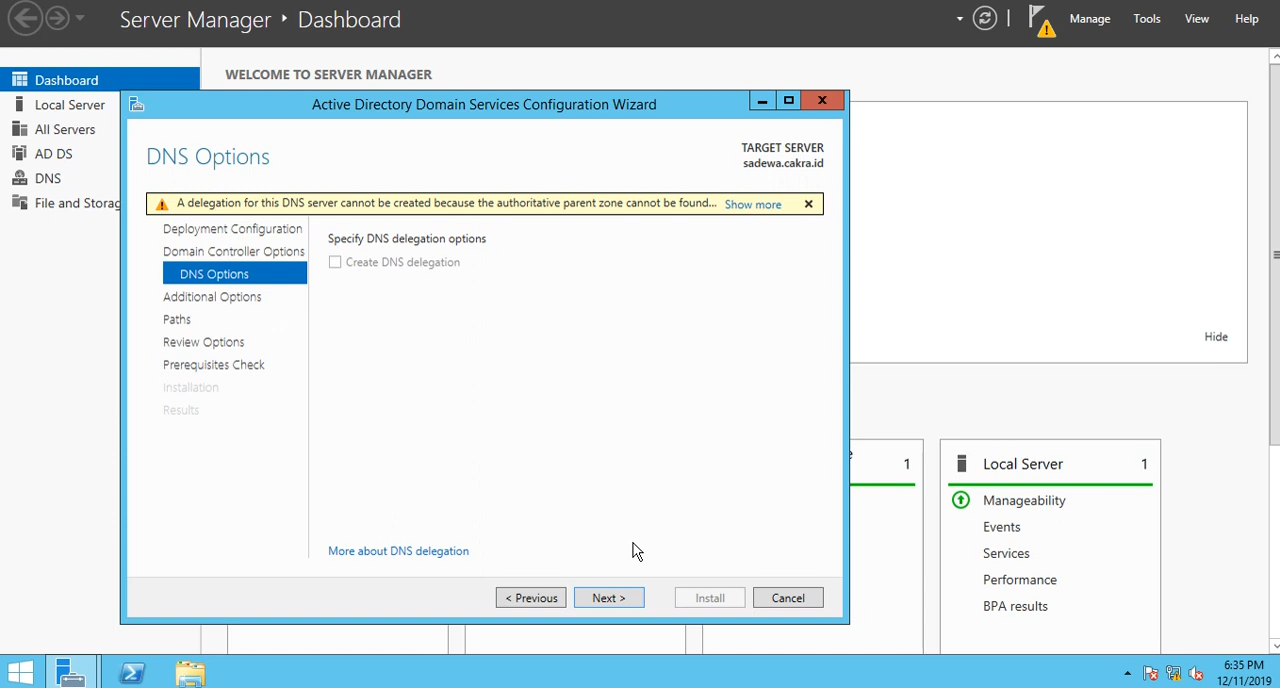 Server Manager ‣ Dashboard
Manage Tools View Help
Dashboard
Local Server
All Servers
AD DS
DNS
File and Storag
WELCOME TO SERVER MANAGER
Active Directory Domain Services Configuration Wizard
DNS Options
TARGET SERVER
sadewa.cakra.id
A delegation for this DNS server cannot be created because the authoritative parent zone cannot be found... Show more
Deployment Configuration
Domain Controller Options
DNS Options
Additional Options
Paths
Review Options
Prerequisites Check
Installation
Results
Specify DNS delegation options
Create DNS delegation
More about DNS delegation
< Previous Next > Install Cancel
Hide
1
Local Server 1
Manageability
Events
Services
Performance
BPA results
6:35 PM
12/11/2019